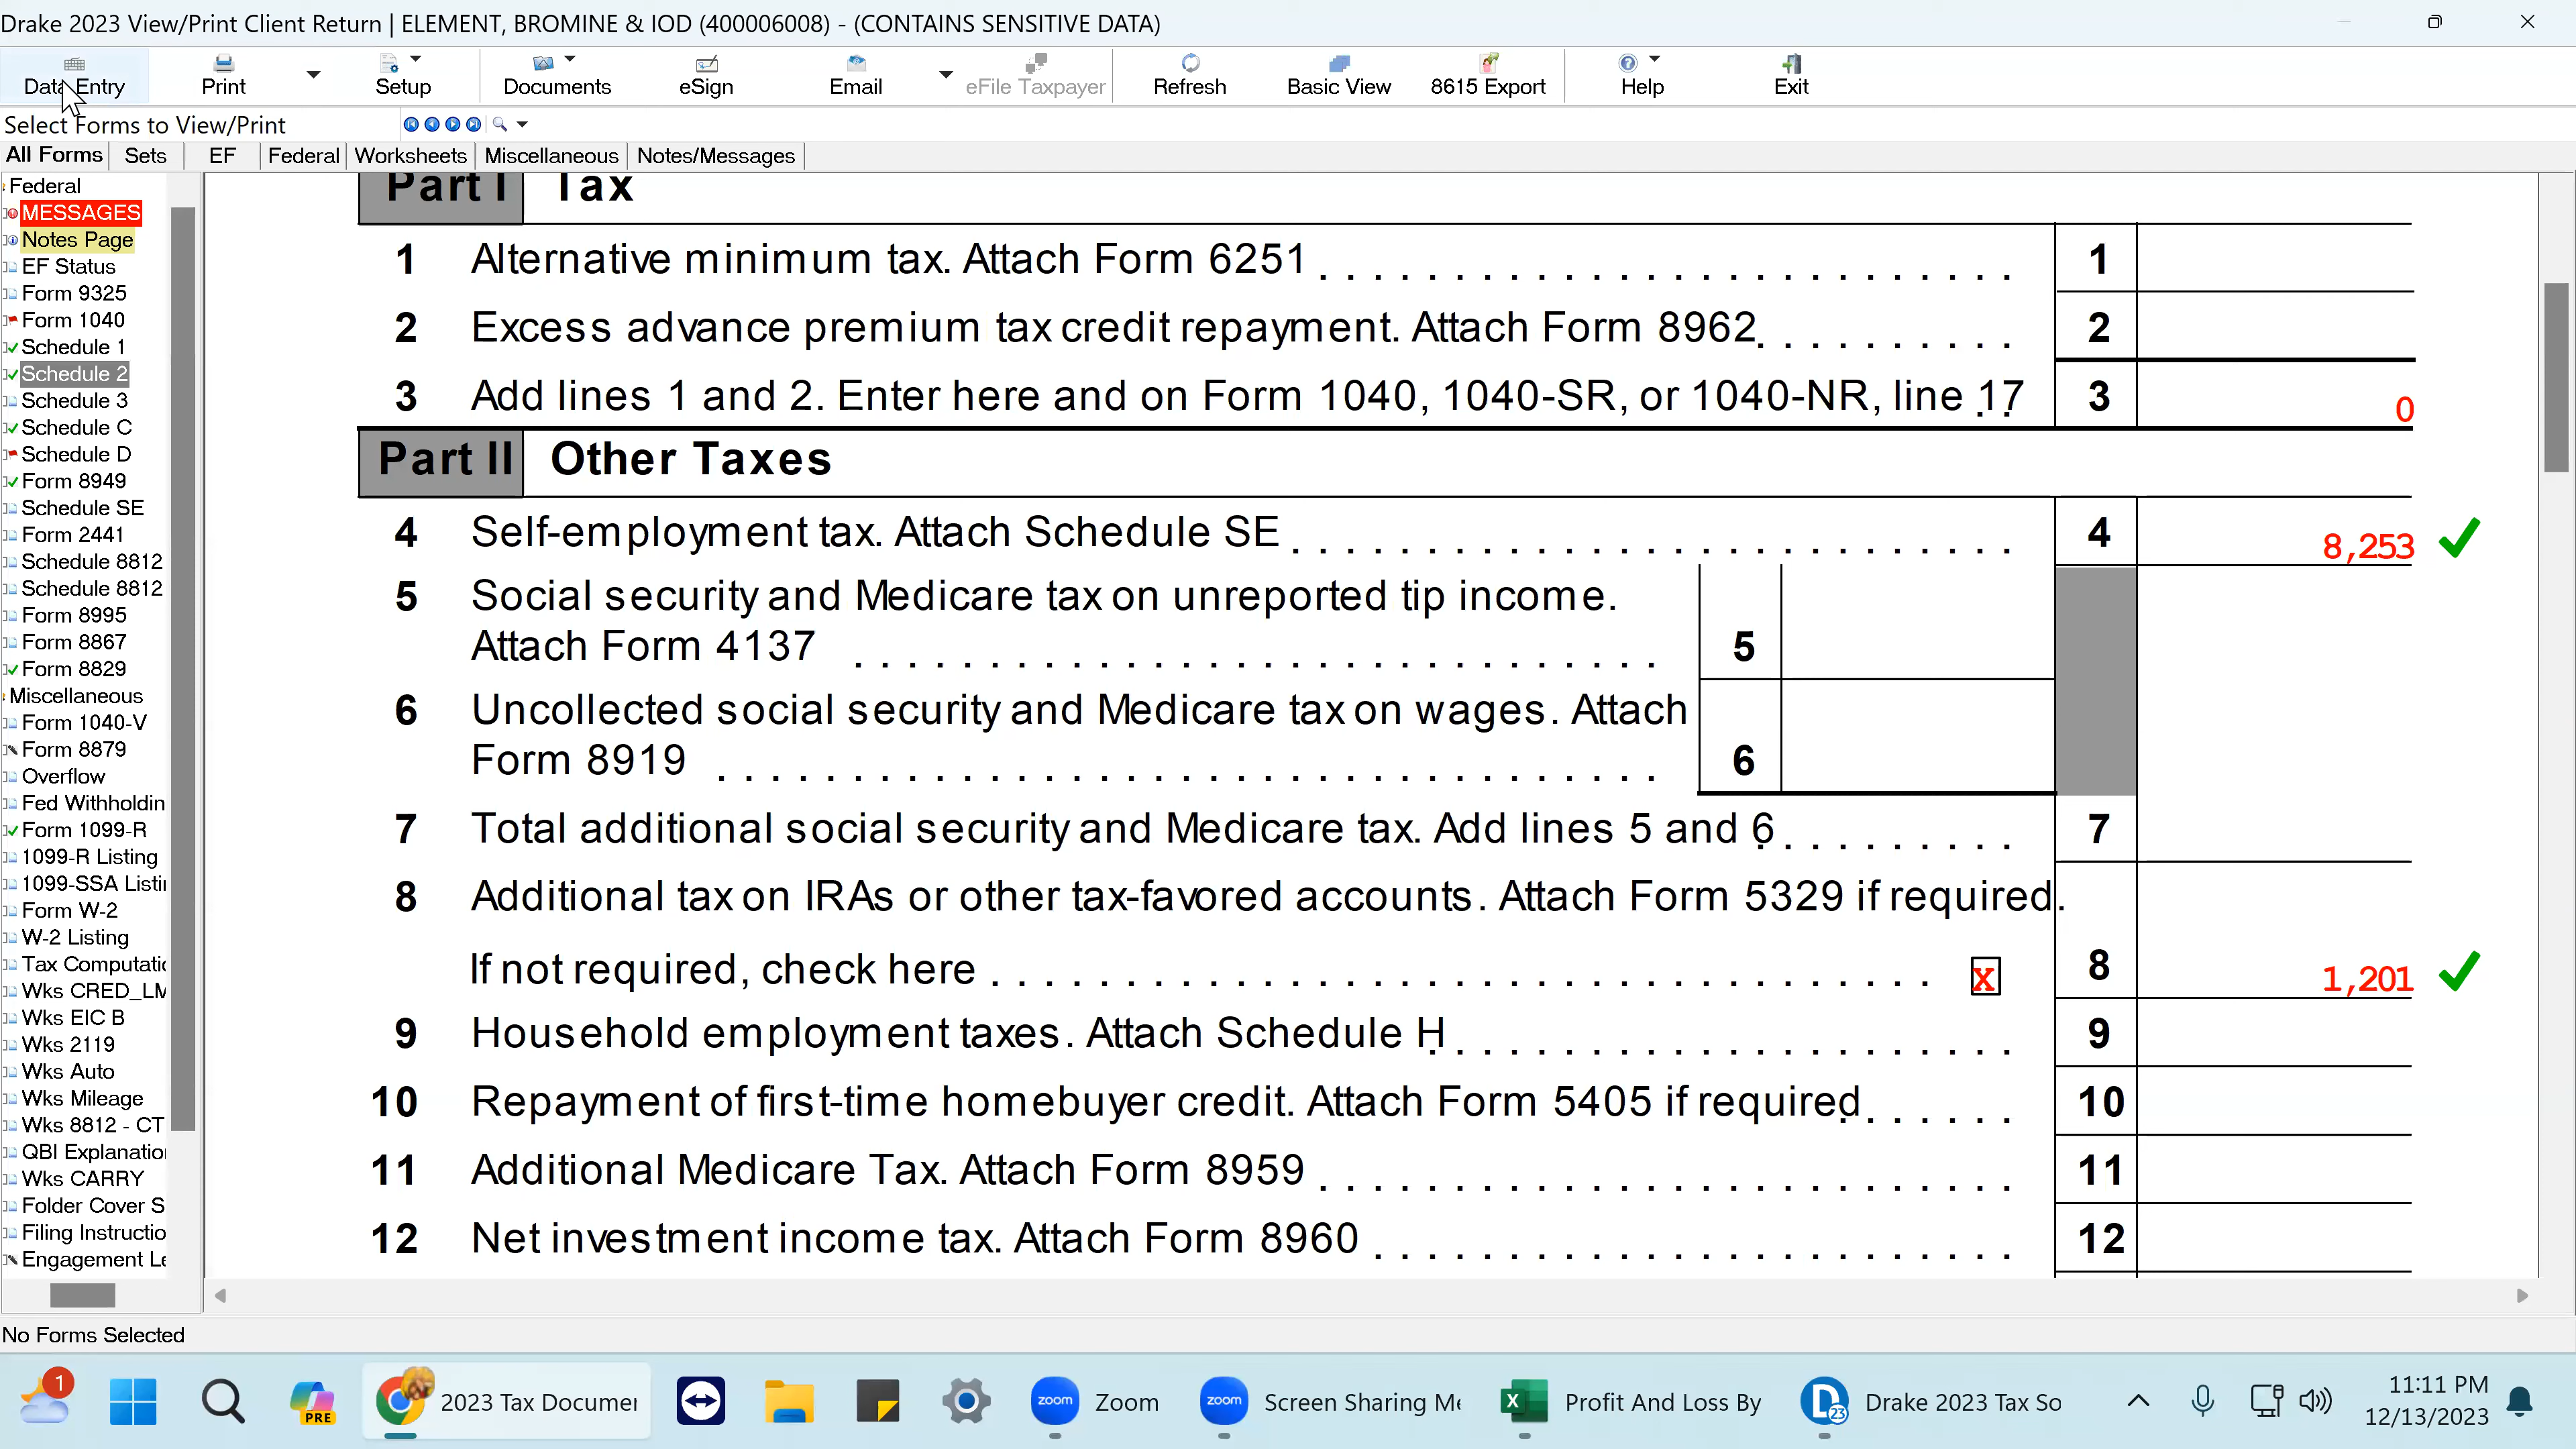 Drake 2023 View/Print Client Return | ELEMENT, BROMINE & IOD (400006008) - (CONTAINS SENSITIVE DATA)
Data Entry Print Setup Documents eSign Email eFile Taxpayer Refresh Basic View 8615 Export Help Exit
Select Forms to View/Print
All Forms Sets EF Federal Worksheets Miscellaneous Notes/Messages
Federal
MESSAGES
Notes Page
EF Status
Form 9325
Form 1040
Schedule 1
Schedule 2
Schedule 3
Schedule C
Schedule D
Form 8949
Schedule SE
Form 2441
Schedule 8812
Schedule 8812
Form 8995
Form 8867
Form 8829
Miscellaneous
Form 1040-V
Form 8879
Overflow
Fed Withholdin
Form 1099-R
1099-R Listing
1099-SSA Listi
Form W-2
W-2 Listing
Tax Computati
Wks CRED_LM
Wks EIC B
Wks 2119
Wks Auto
Wks Mileage
Wks 8812 - CT
QBI Explanatio
Wks CARRY
Folder Cover S
Filing Instructio
Engagement Le
Part I Tax
1 Alternative minimum tax. Attach Form 6251 1
2 Excess advance premium tax credit repayment. Attach Form 8962 2
3 Add lines 1 and 2. Enter here and on Form 1040, 1040-SR, or 1040-NR, line 17 3 0
Part II Other Taxes
4 Self-employment tax. Attach Schedule SE 4 8,253
5 Social security and Medicare tax on unreported tip income.
Attach Form 4137 5
6 Uncollected social security and Medicare tax on wages. Attach
Form 8919 6
7 Total additional social security and Medicare tax. Add lines 5 and 6 7
8 Additional tax on IRAs or other tax-favored accounts. Attach Form 5329 if required.
If not required, check here X 8 1,201
9 Household employment taxes. Attach Schedule H 9
10 Repayment of first-time homebuyer credit. Attach Form 5405 if required 10
11 Additional Medicare Tax. Attach Form 8959 11
12 Net investment income tax. Attach Form 8960 12
No Forms Selected
1 PRE 2023 Tax Documen zoom Zoom zoom Screen Sharing Me X Profit And Loss By D 23 Drake 2023 Tax So 11:11 PM
12/13/2023